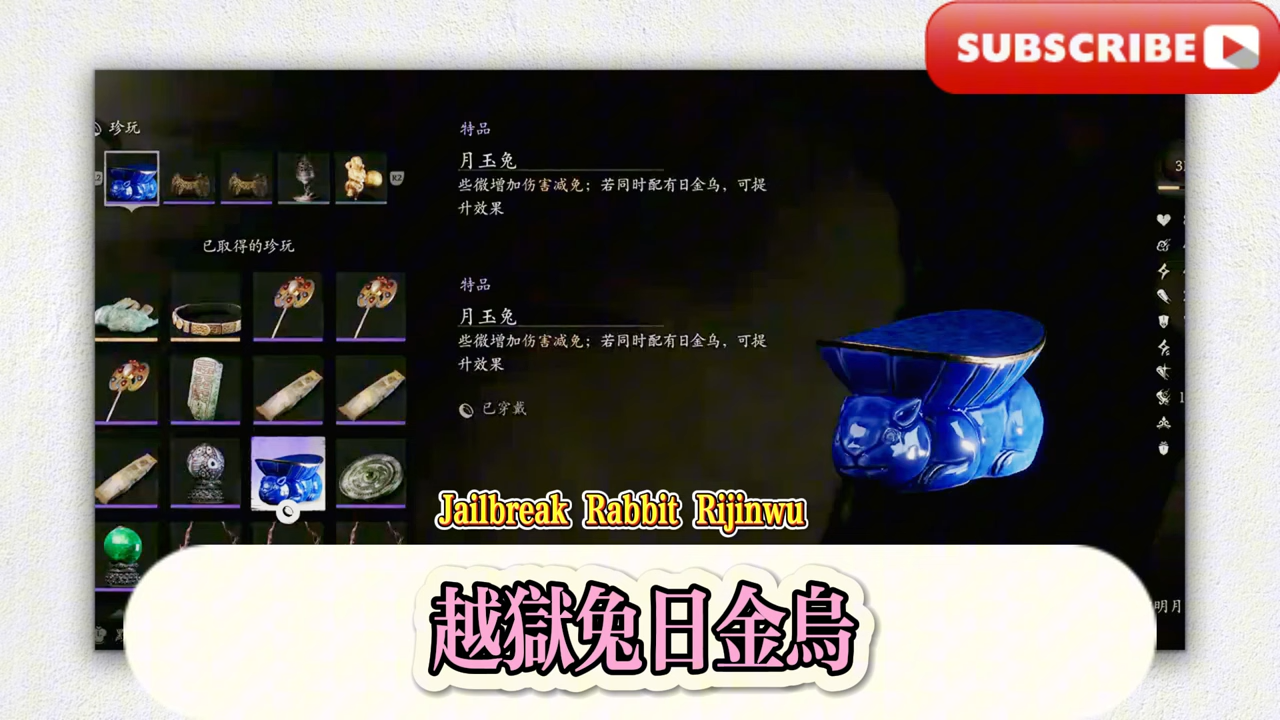 SUBSCRIBE
珍玩
R2
已取得的珍玩
特品
月玉兔
些微增加伤害减免；若同时配有日金乌，可提
升效果
特品
月玉兔
些微增加伤害减免；若同时配有日金乌，可提
升效果
已穿戴
明月
Jailbreak Rabbit Rijinwu
越獄兔日金烏